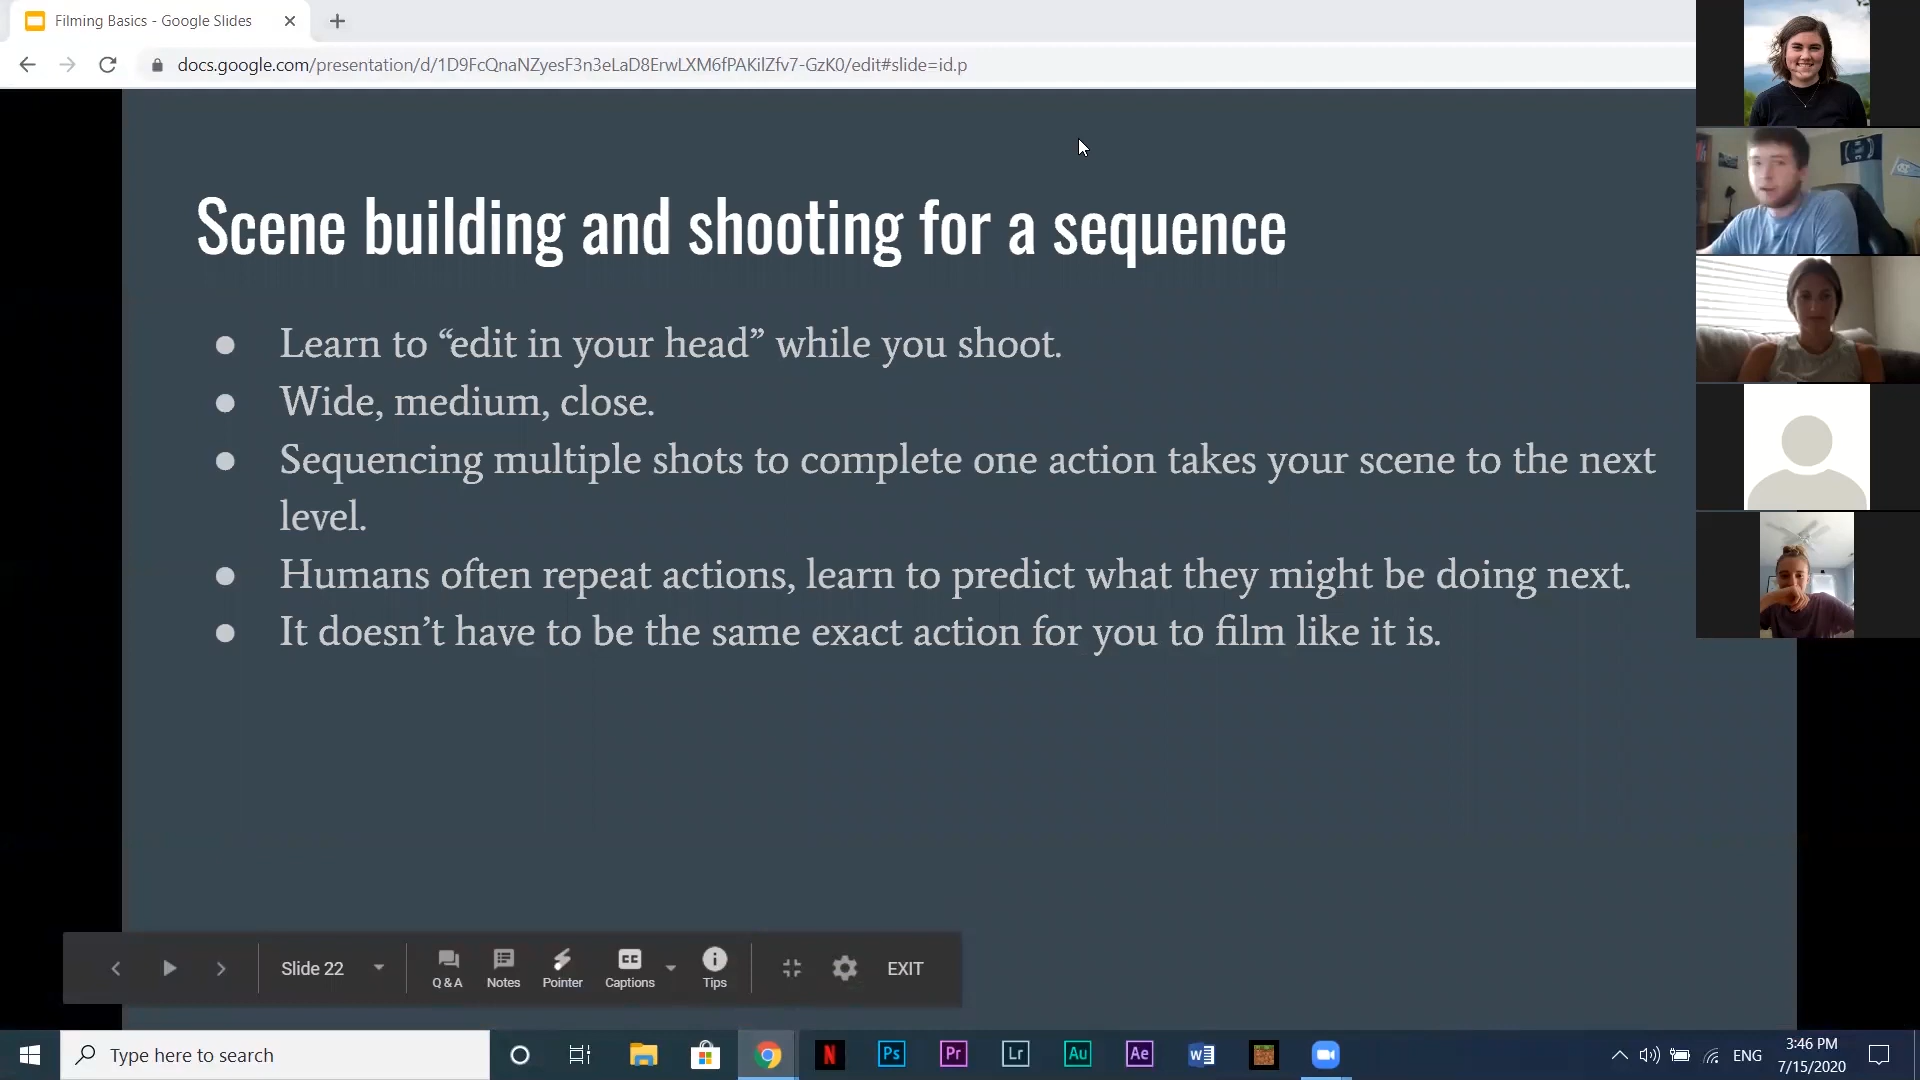 Filming Basics - Google Slides
docs.google.com/presentation/d/1D9FcQnaNZyesF3n3eLaD8ErwLXM6fPAKilZfv7-GzK0/edit#slide=id.p
Scene building and shooting for a sequence
● Learn to “edit in your head” while you shoot.
● Wide, medium, close.
● Sequencing multiple shots to complete one action takes your scene to the next
level.
● Humans often repeat actions, learn to predict what they might be doing next.
● It doesn’t have to be the same exact action for you to film like it is.
Slide 22
Q & A
Notes
CC
Pointer
Captions
Tips
EXIT
Type here to search
N
Ps
Pr
Lr
Au
Ae
W
ENG
3:46 PM
7/15/2020